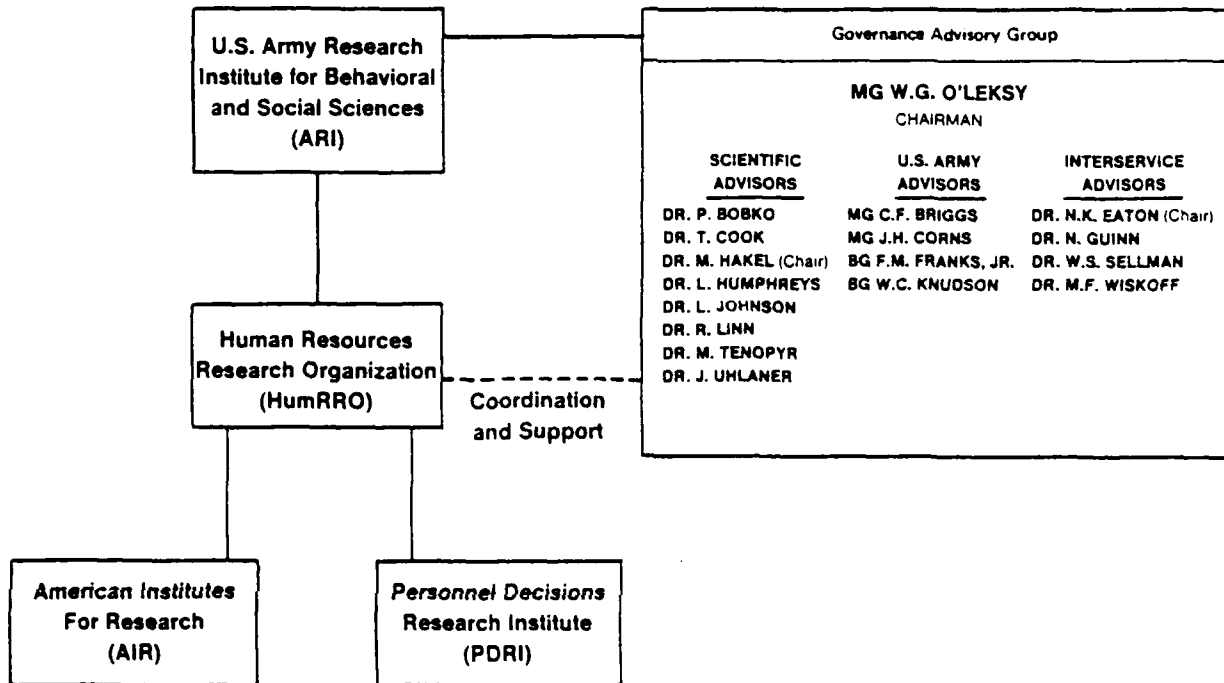 U.S. Army Research
Institute for Behavioral
and Social Sciences
(ARI)
Governance Advisory Group
MG W.G. O'LEKSY
CHAIRMAN
SCIENTIFIC
ADVISORS
DR. P. BOBKO
DR. T. COOK
DR. M. HAKEL (Chair)
DR. L. HUMPHREYS
DR. L. JOHNSON
DR. R. LINN
DR. M. TENOPYR
DR. J. UHLANER
U.S. ARMY
ADVISORS
MG C.F. BRIGGS
MG J.H. CORNS
BG F.M. FRANKS, JR.
BG W.C. KNUDSON
INTERSERVICE
ADVISORS
DR. N.K. EATON (Chair)
DR. N. GUINN
DR. W.S. SELLMAN
DR. M.F. WISKOFF
Human Resources
Research Organization
(HumRRO)
Coordination
and Support
American Institutes
For Research
(AIR)
Personnel Decisions
Research Institute
(PDRI)